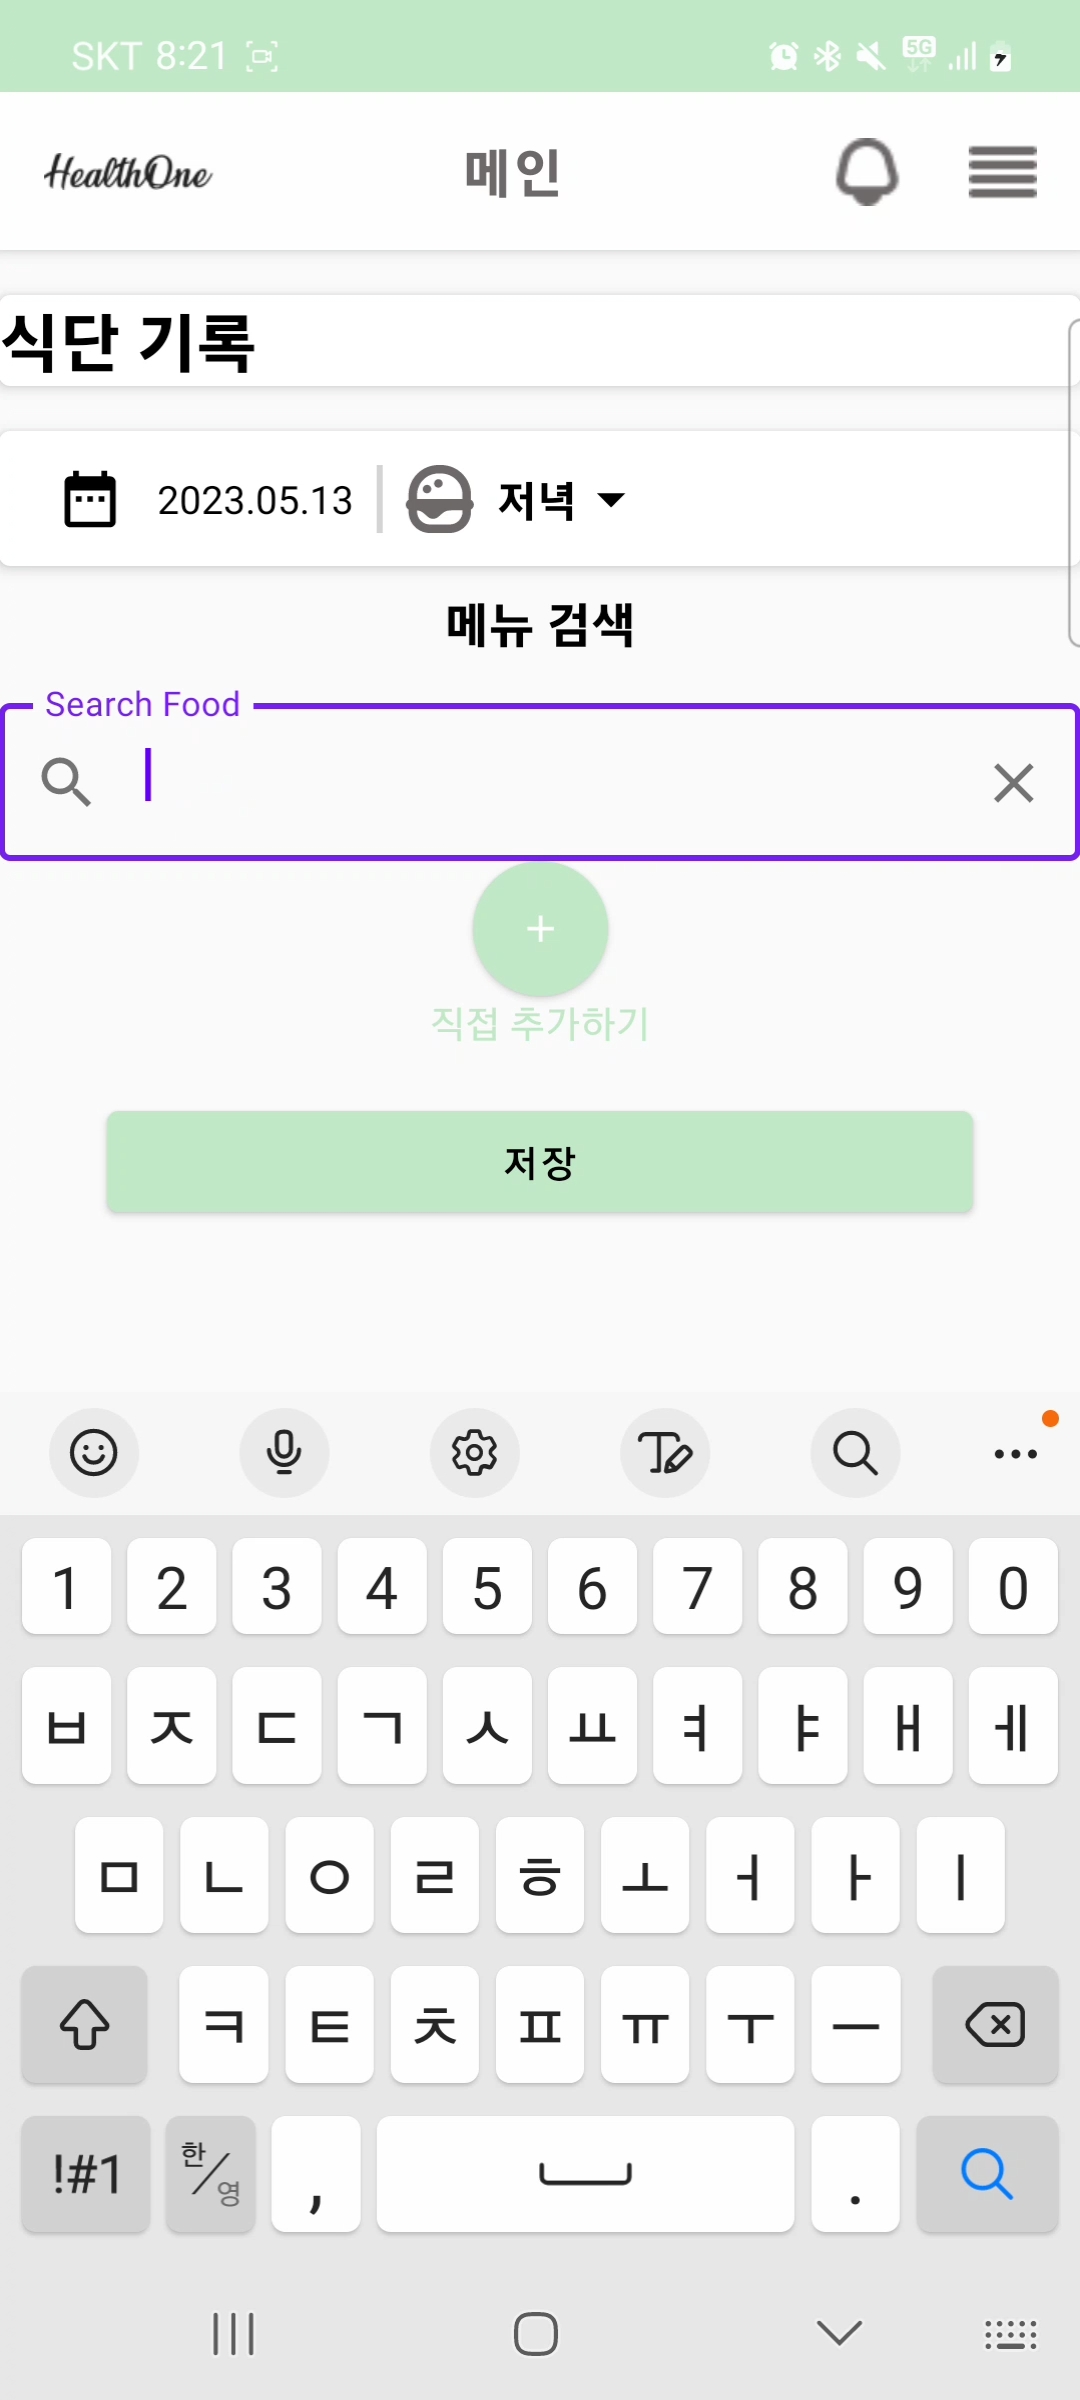 SKT 8:21
5G
HealthOne
메인
식단 기록
2023.05.13
저녁
메뉴 검색
Search Food
직접 추가하기
저장
1 2 3 4 5 6 7 8 9 0
ㅂ ㅈ ㄷ ㄱ ㅅ ㅛ ㅕ ㅑ ㅐ ㅔ
ㅁ ㄴ ㅇ ㄹ ㅎ ㅗ ㅓ ㅏ ㅣ
ㅋ ㅌ ㅊ ㅍ ㅠ ㅜ ㅡ
!#1 한/영 , .